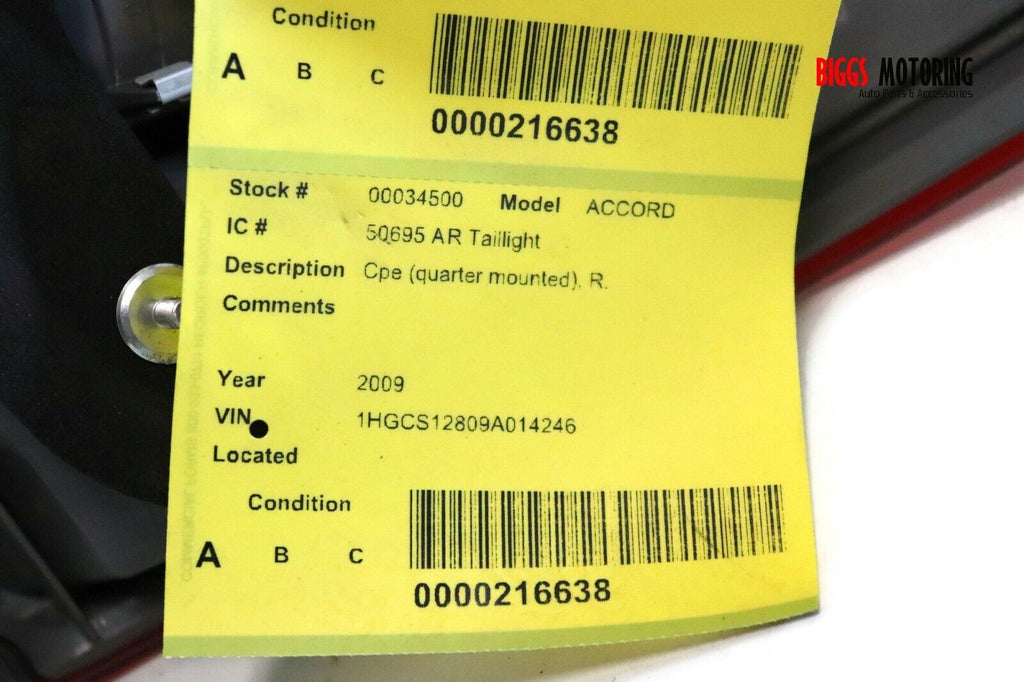 Condition
A B C
0000216638
BIGGS MOTORING
Auto Parts & Accessories
Stock # 00034500 Model ACCORD
IC # 50695 AR Taillight
Description Cpe (quarter mounted), R.
Comments
Year 2009
VIN 1HGCS12809A014246
Located
Condition
A B C
0000216638